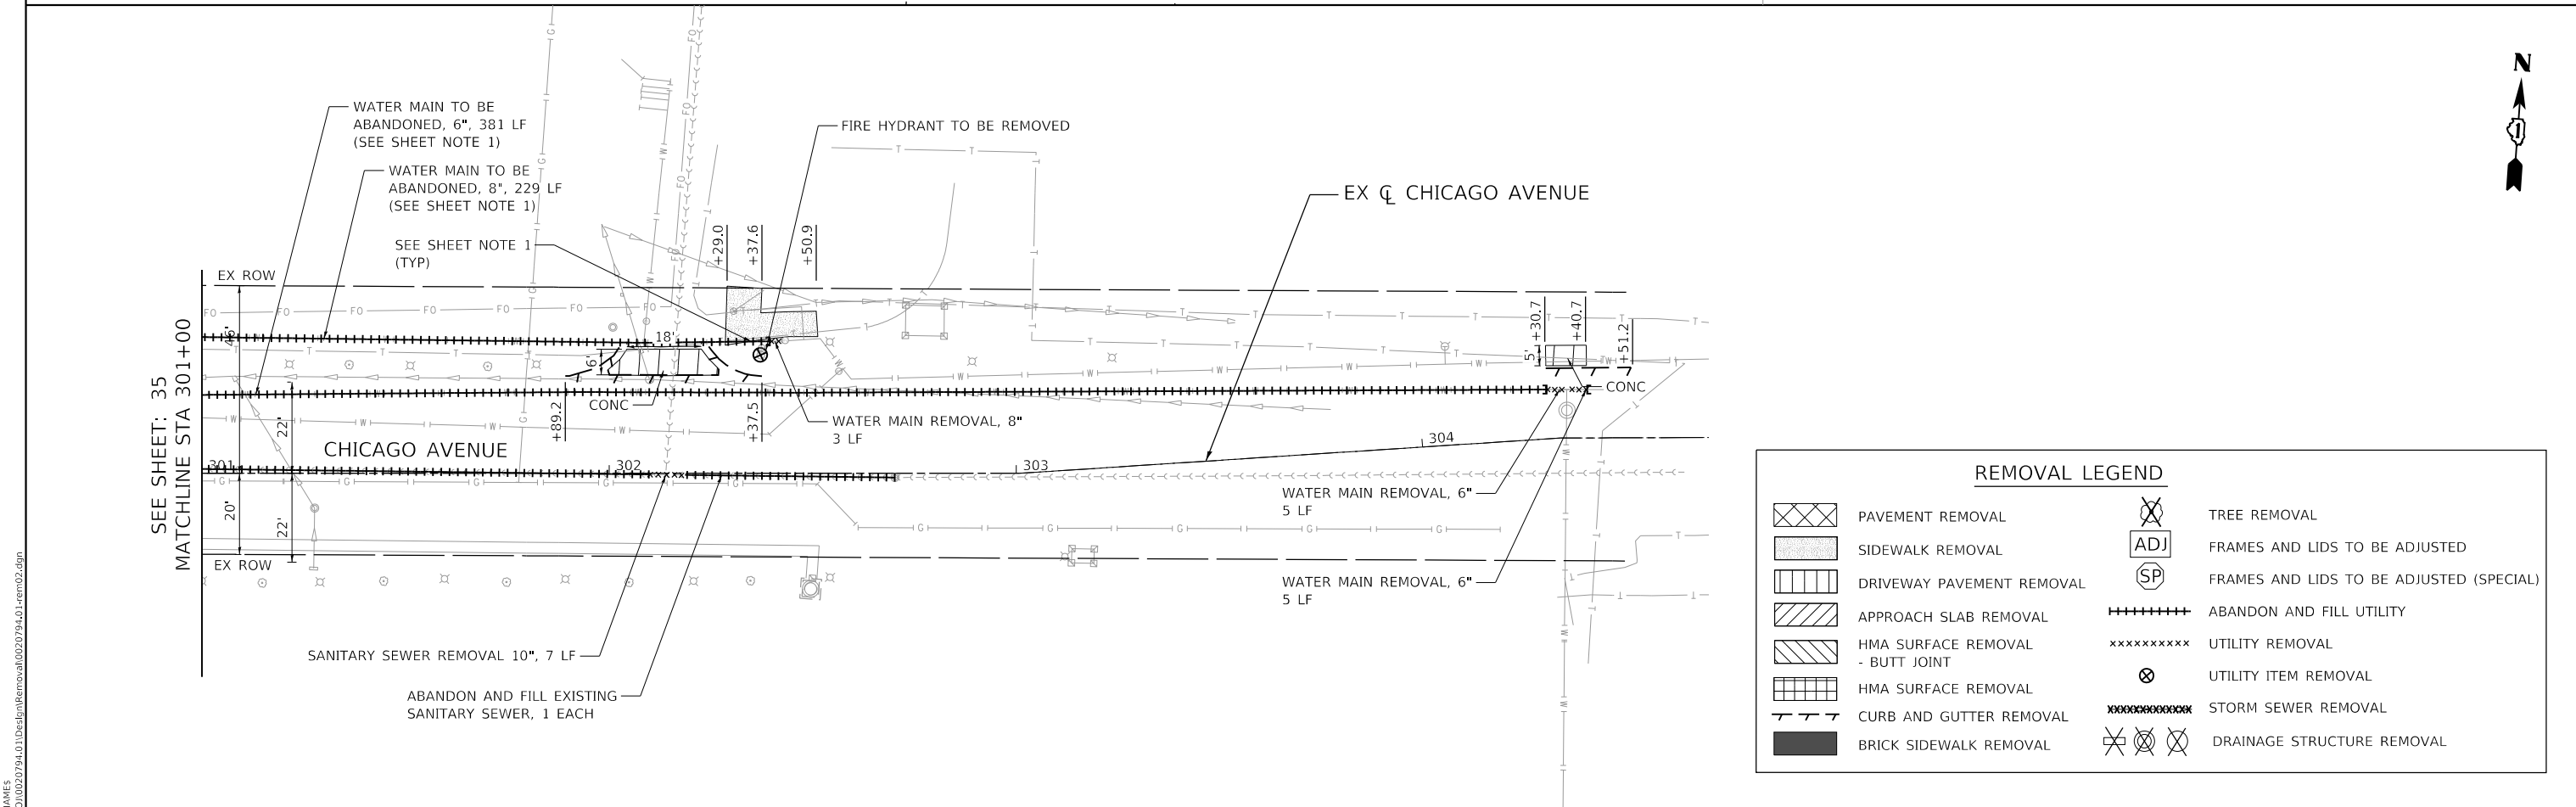 N
1
WATER MAIN TO BE
ABANDONED, 6", 381 LF
(SEE SHEET NOTE 1)
WATER MAIN TO BE
ABANDONED, 8", 229 LF
(SEE SHEET NOTE 1)
SEE SHEET NOTE 1
(TYP)
FIRE HYDRANT TO BE REMOVED
EX ℄ CHICAGO AVENUE
+29.0
+37.6
+50.9
EX ROW
46'
18'
6'
+30.7
+40.7
+51.2
5'
CONC
CONC
+89.2
+37.5
WATER MAIN REMOVAL, 8"
3 LF
22'
CHICAGO AVENUE
301
302
303
304
20'
22'
EX ROW
SEE SHEET: 35
MATCHLINE STA 301+00
WATER MAIN REMOVAL, 6"
5 LF
WATER MAIN REMOVAL, 6"
5 LF
SANITARY SEWER REMOVAL 10", 7 LF
ABANDON AND FILL EXISTING
SANITARY SEWER, 1 EACH
REMOVAL LEGEND
PAVEMENT REMOVAL
SIDEWALK REMOVAL
DRIVEWAY PAVEMENT REMOVAL
APPROACH SLAB REMOVAL
HMA SURFACE REMOVAL
- BUTT JOINT
HMA SURFACE REMOVAL
CURB AND GUTTER REMOVAL
BRICK SIDEWALK REMOVAL
TREE REMOVAL
ADJ FRAMES AND LIDS TO BE ADJUSTED
SP FRAMES AND LIDS TO BE ADJUSTED (SPECIAL)
ABANDON AND FILL UTILITY
UTILITY REMOVAL
UTILITY ITEM REMOVAL
STORM SEWER REMOVAL
DRAINAGE STRUCTURE REMOVAL